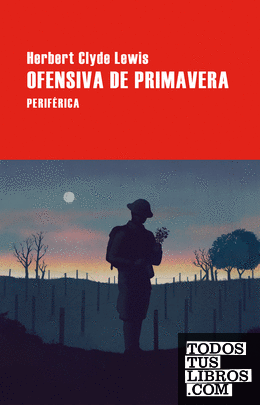 Herbert Clyde Lewis
OFENSIVA DE PRIMAVERA
PERIFÉRICA
TODOS
TUS
LIBROS
.COM